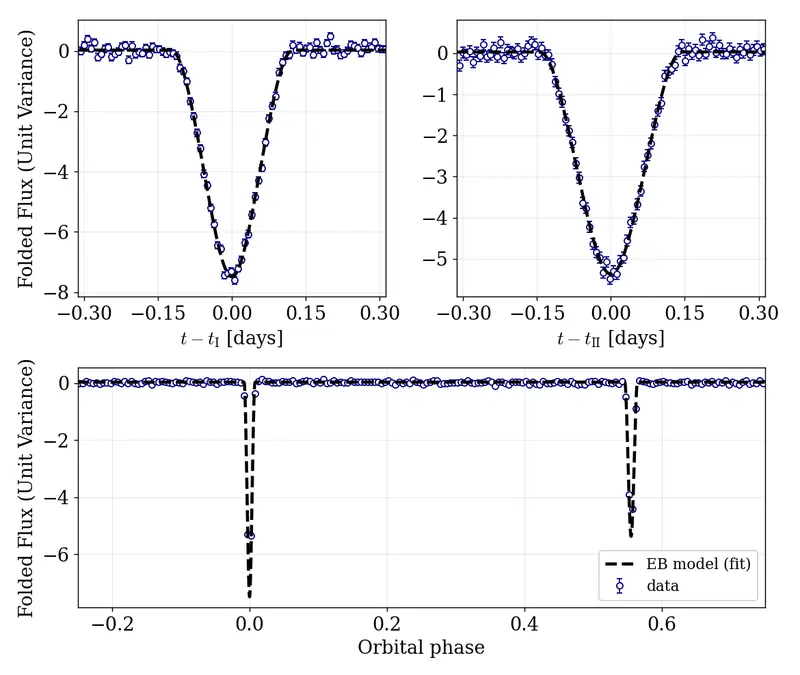 Folded Flux (Unit Variance)
0
−2
−4
−6
−8
−0.30 −0.15 0.00 0.15 0.30
t − tI [days]
0
−1
−2
−3
−4
−5
−0.30 −0.15 0.00 0.15 0.30
t − tII [days]
Folded Flux (Unit Variance)
0
−2
−4
−6
−0.2 0.0 0.2 0.4 0.6
Orbital phase
EB model (fit)
data